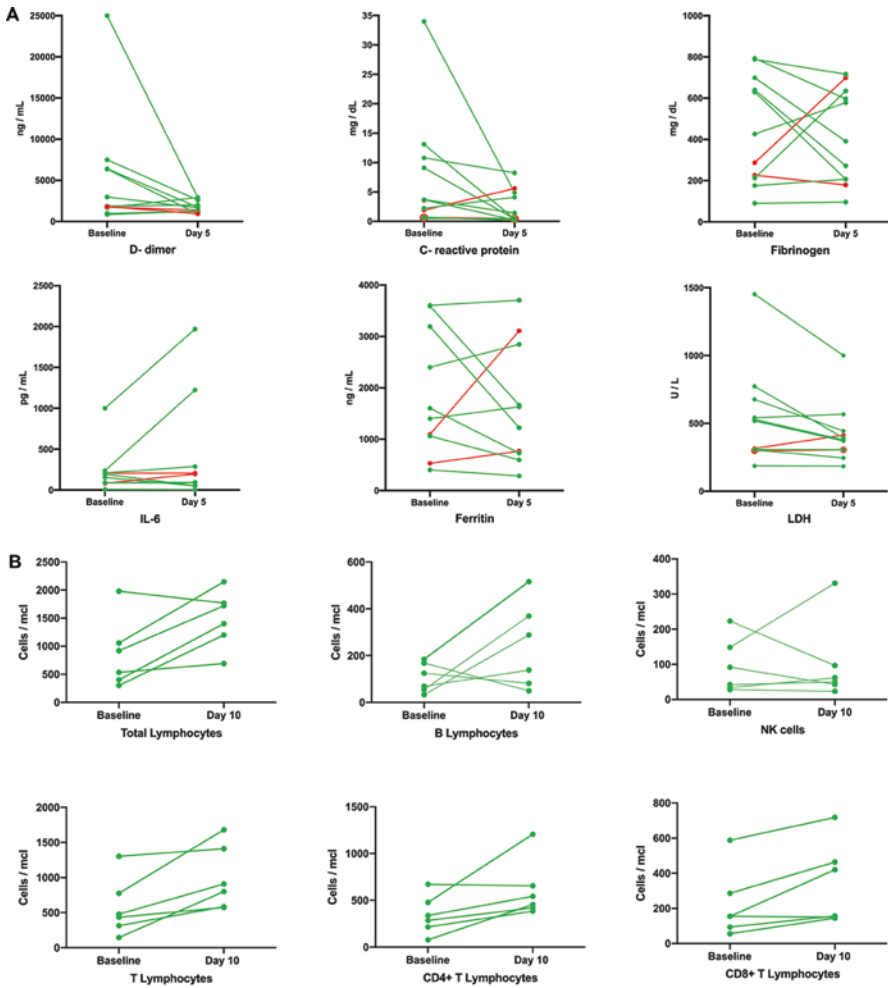 A
ng / mL
25000
20000
15000
10000
5000
0
Baseline Day 5
D- dimer
mg / dL
35
30
25
20
15
10
5
0
Baseline Day 5
C- reactive protein
mg / dL
1000
800
600
400
200
0
Baseline Day 5
Fibrinogen
pg / mL
2500
2000
1500
1000
500
0
Baseline Day 5
IL-6
ng / mL
4000
3000
2000
1000
0
Baseline Day 5
Ferritin
U / L
1500
1000
500
0
Baseline Day 5
LDH
B
Cells / mcl
2500
2000
1500
1000
500
0
Baseline Day 10
Total Lymphocytes
Cells / mcl
600
400
200
0
Baseline Day 10
B Lymphocytes
Cells / mcl
400
300
200
100
0
Baseline Day 10
NK cells
Cells / mcl
2000
1500
1000
500
0
Baseline Day 10
T Lymphocytes
Cells / mcl
1500
1000
500
0
Baseline Day 10
CD4+ T Lymphocytes
Cells / mcl
800
600
400
200
0
Baseline Day 10
CD8+ T Lymphocytes